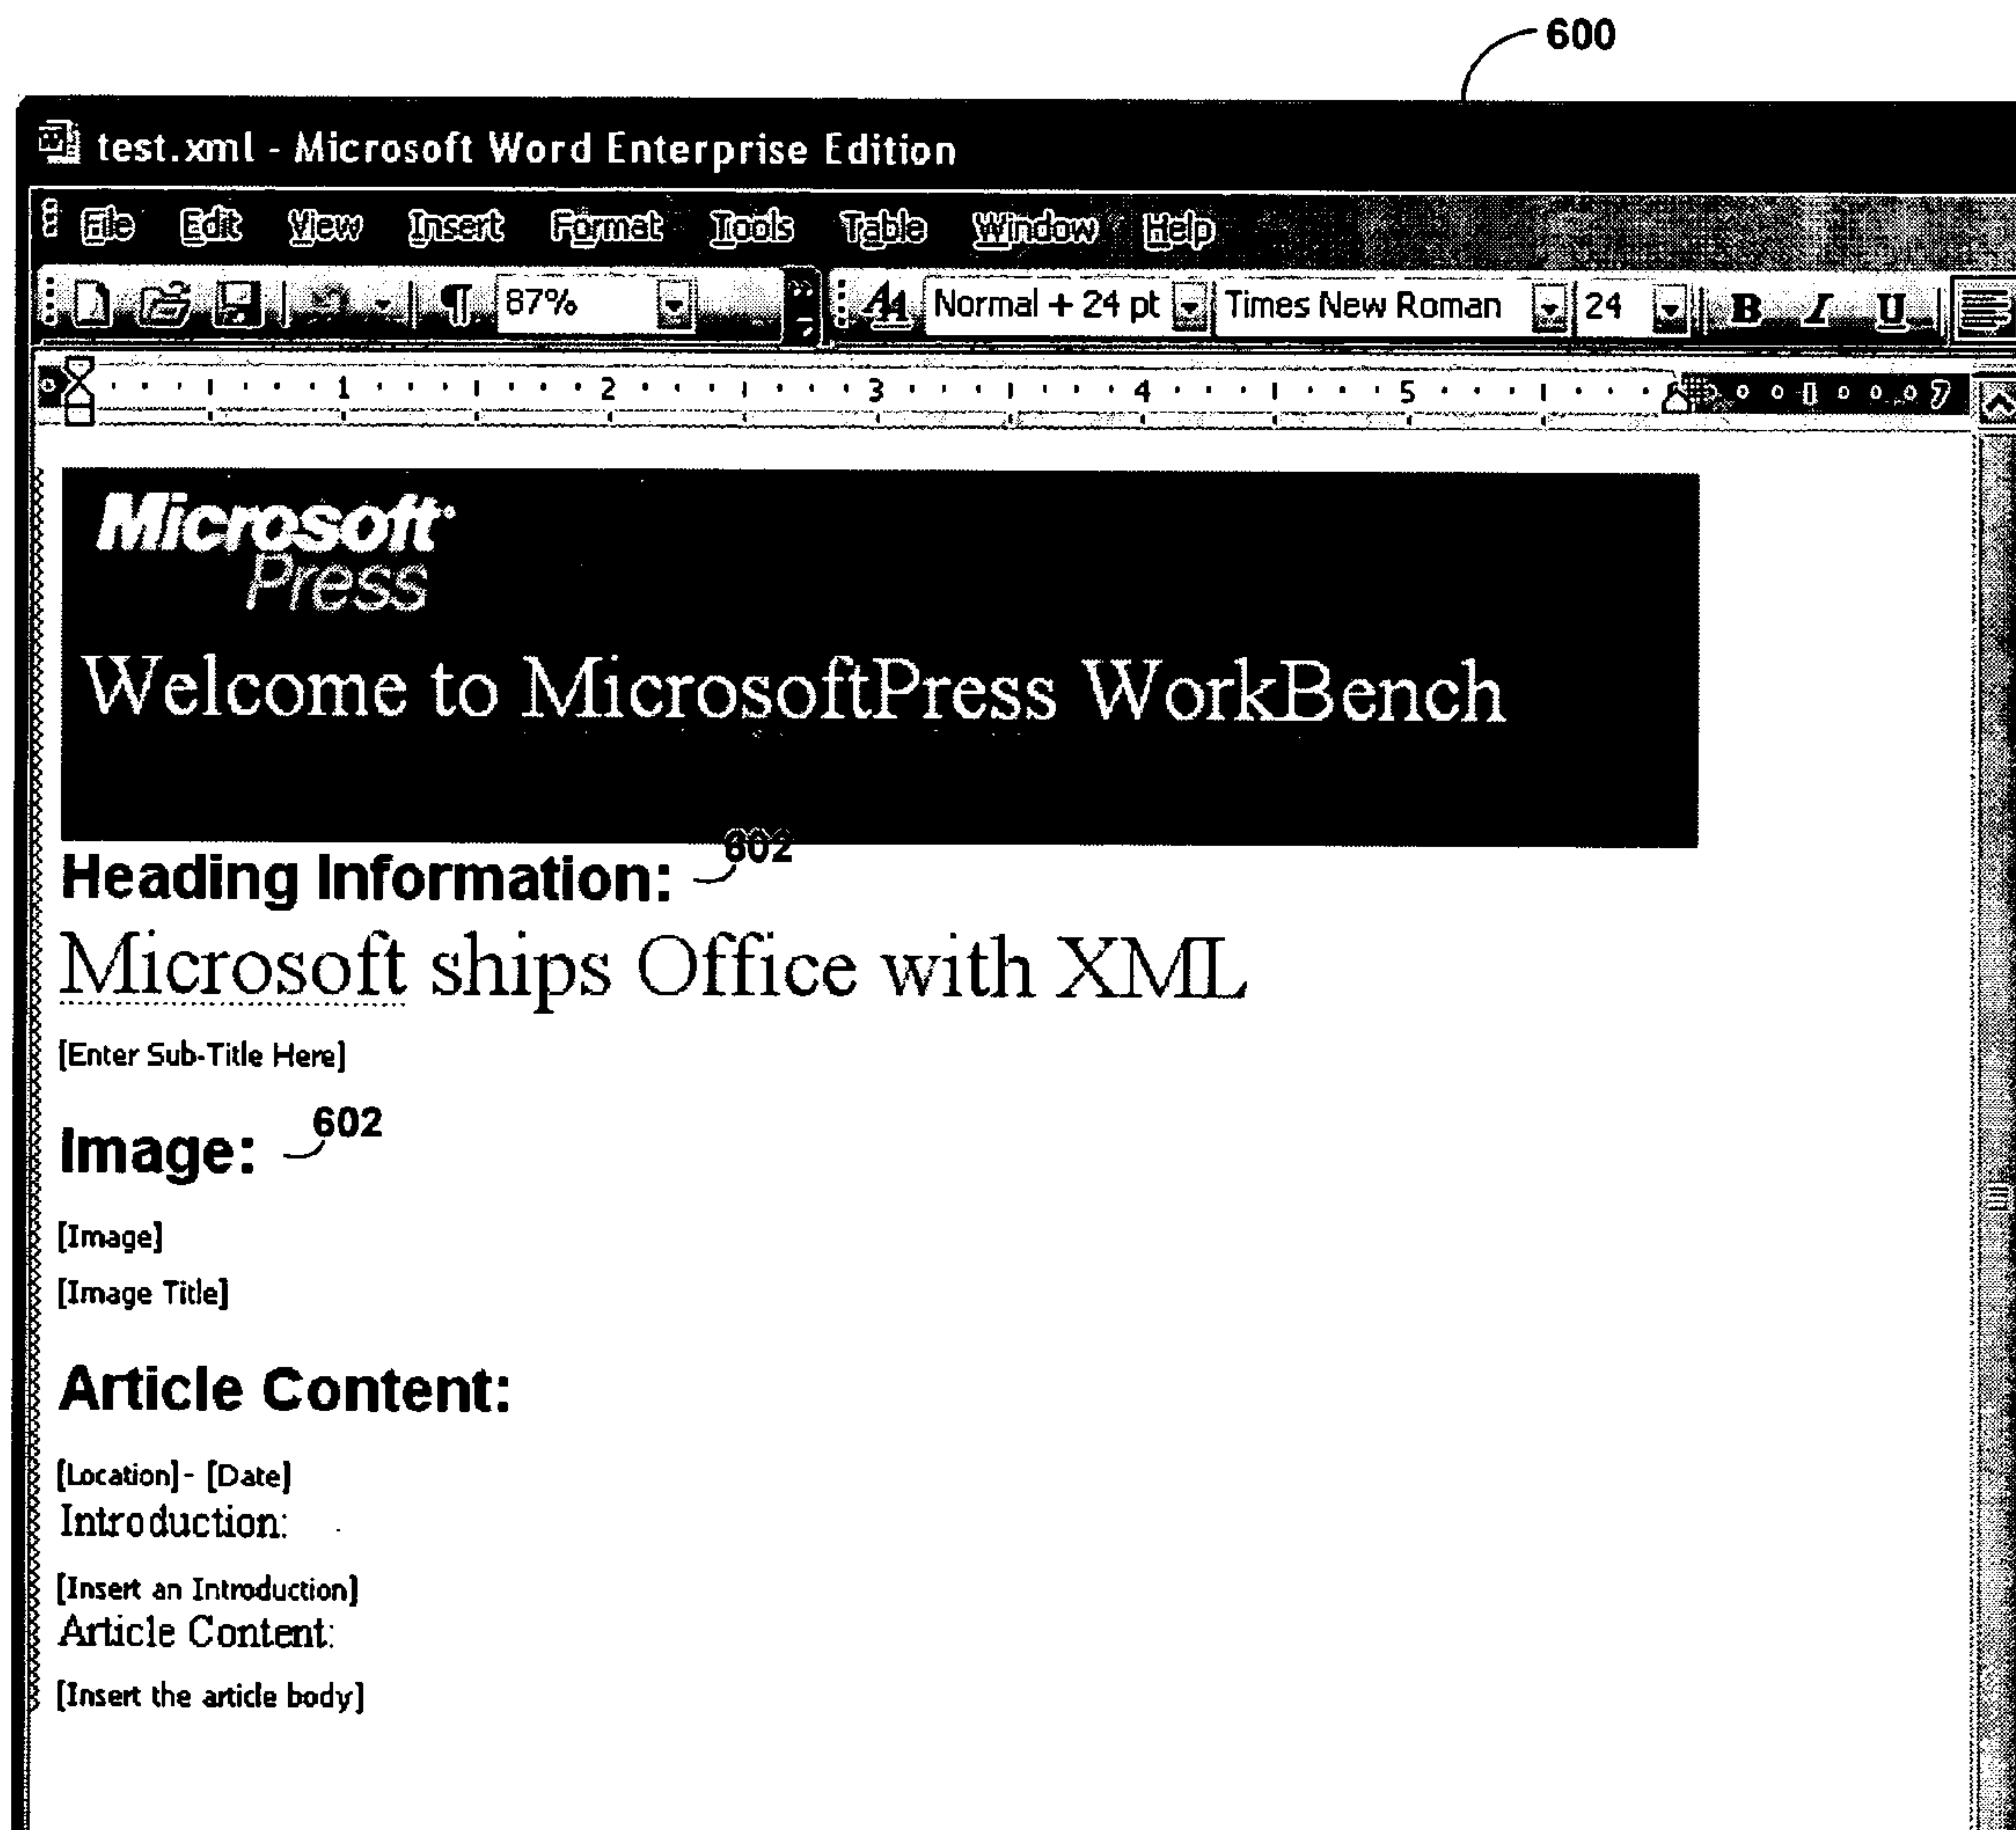 600
test.xml - Microsoft Word Enterprise Edition
File Edit View Insert Format Tools Table Window Help
87% Normal + 24 pt Times New Roman 24 B I U
1 2 3 4 5 7
Microsoft
Press
Welcome to MicrosoftPress WorkBench
Heading Information: 602
Microsoft ships Office with XML
[Enter Sub-Title Here]
Image: 602
[Image]
[Image Title]
Article Content:
[Location]- [Date]
Introduction:
[Insert an Introduction]
Article Content:
[Insert the article body]